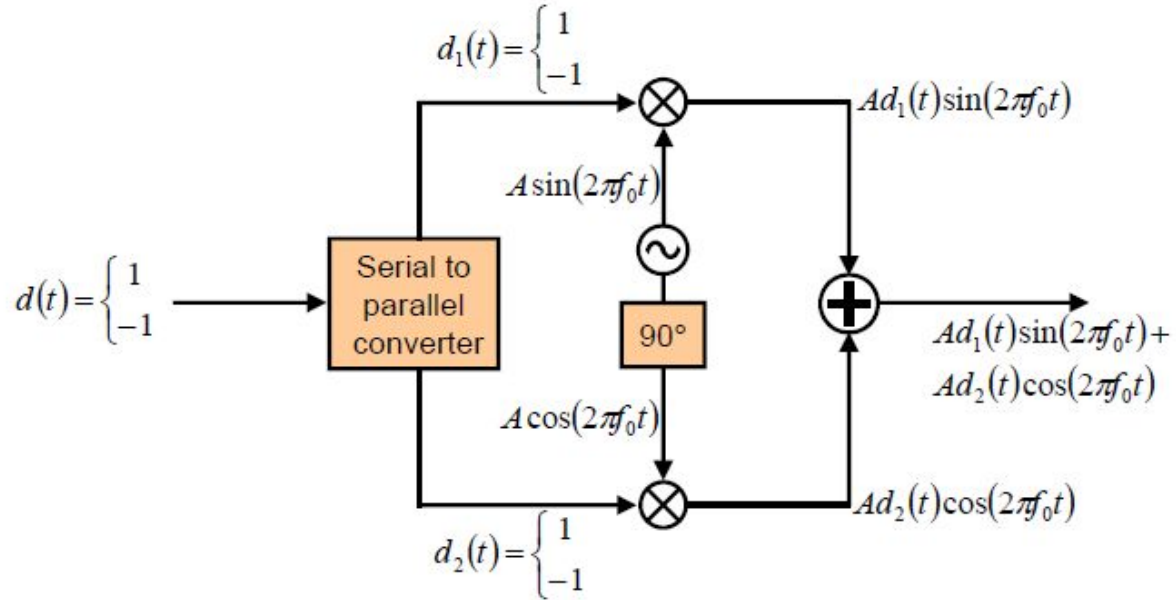 d₁(t) = { 1
−1
Ad₁(t)sin(2πf₀t)
A sin(2πf₀t)
d(t) = { 1
−1
Serial to
parallel
converter
90°
Ad₁(t)sin(2πf₀t)+
Ad₂(t)cos(2πf₀t)
A cos(2πf₀t)
Ad₂(t)cos(2πf₀t)
d₂(t) = { 1
−1